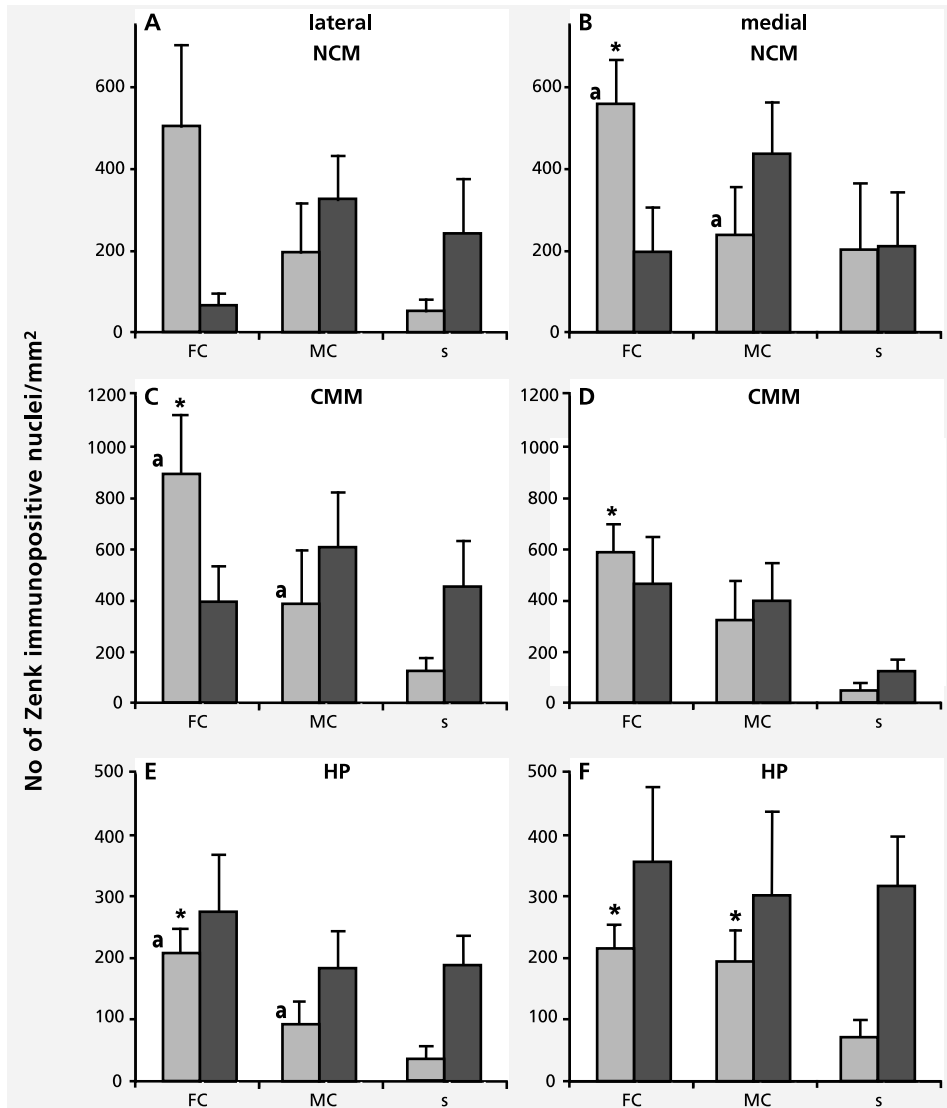 A lateral NCM
600
400
200
0
FC MC s
a *
a
B medial NCM
600
400
200
0
FC MC s
a *
a
C CMM
1200
1000
800
600
400
200
0
FC MC s
a *
a
D CMM
1200
1000
800
600
400
200
0
FC MC s
*
E HP
500
400
300
200
100
0
FC MC s
a *
a
F HP
500
400
300
200
100
0
FC MC s
* *
No of Zenk immunopositive nuclei/mm²